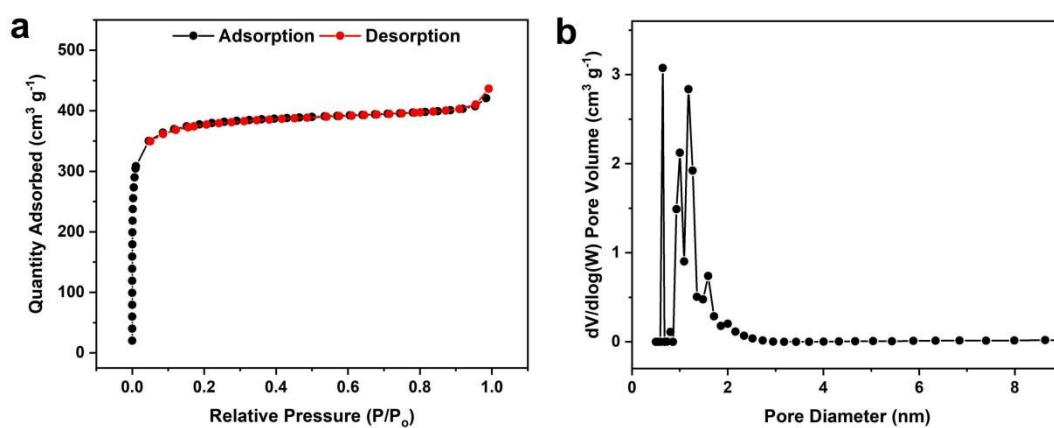 a
Adsorption Desorption
Quantity Adsorbed (cm³ g⁻¹)
500
400
300
200
100
0
0.0 0.2 0.4 0.6 0.8 1.0
Relative Pressure (P/Pₒ)
b
dV/dlog(W) Pore Volume (cm³ g⁻¹)
3
2
1
0
0 2 4 6 8
Pore Diameter (nm)